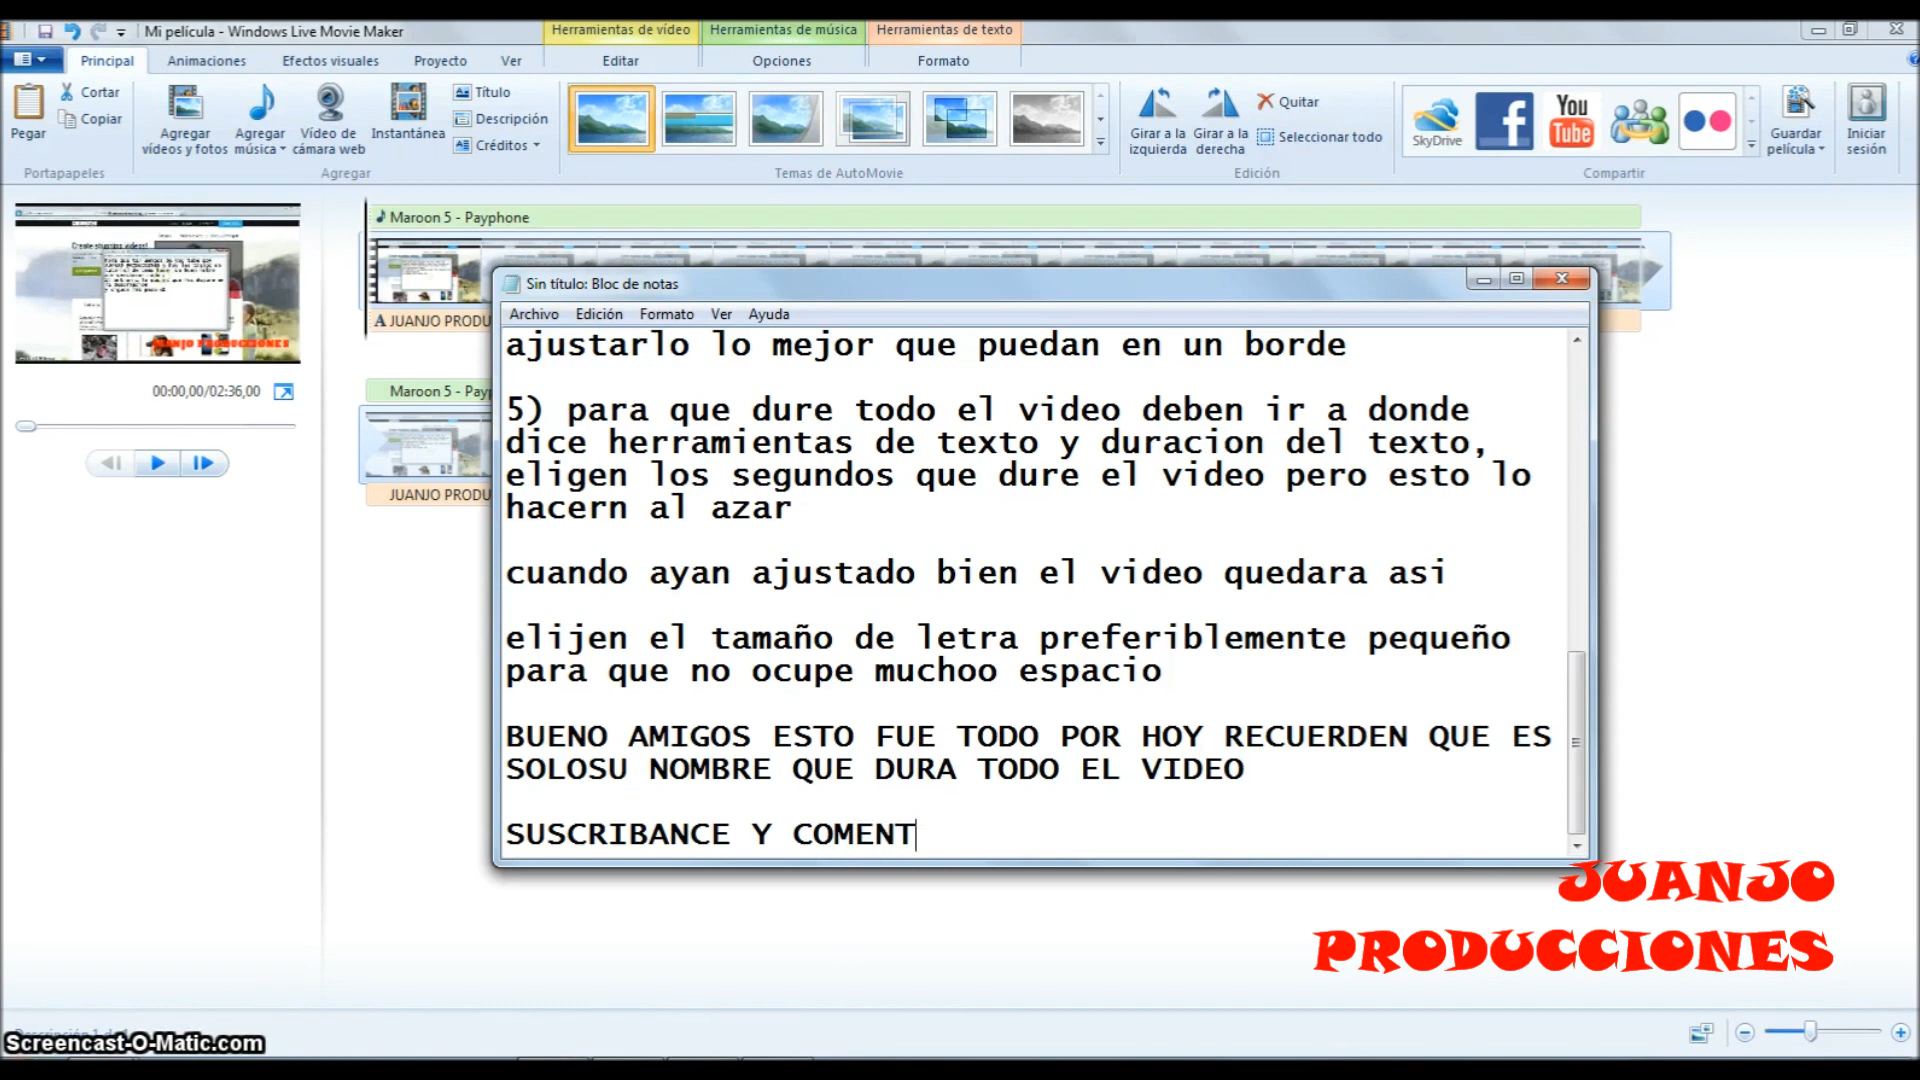 Mi película - Windows Live Movie Maker
Herramientas de vídeo
Herramientas de música
Herramientas de texto
Principal
Animaciones
Efectos visuales
Proyecto
Ver
Editar
Opciones
Formato
Pegar
Cortar
Copiar
Portapapeles
Agregar
vídeos y fotos
Agregar
música
Vídeo de
cámara web
Instantánea
Título
Descripción
Créditos
Agregar
Temas de AutoMovie
Girar a la
izquierda
Girar a la
derecha
Quitar
Seleccionar todo
Edición
SkyDrive
You
Tube
Compartir
Guardar
película
Iniciar
sesión
00:00,00/02:36,00
Maroon 5 - Payphone
A JUANJO PRODU
Maroon 5 - Payp
JUANJO PRODU
Sin título: Bloc de notas
Archivo Edición Formato Ver Ayuda
ajustarlo lo mejor que puedan en un borde
5) para que dure todo el video deben ir a donde
dice herramientas de texto y duracion del texto,
eligen los segundos que dure el video pero esto lo
hacern al azar
cuando ayan ajustado bien el video quedara asi
elijen el tamaño de letra preferiblemente pequeño
para que no ocupe muchoo espacio
BUENO AMIGOS ESTO FUE TODO POR HOY RECUERDEN QUE ES
SOLOSU NOMBRE QUE DURA TODO EL VIDEO
SUSCRIBANCE Y COMENT
JUANJO
PRODUCCIONES
Screencast-O-Matic.com